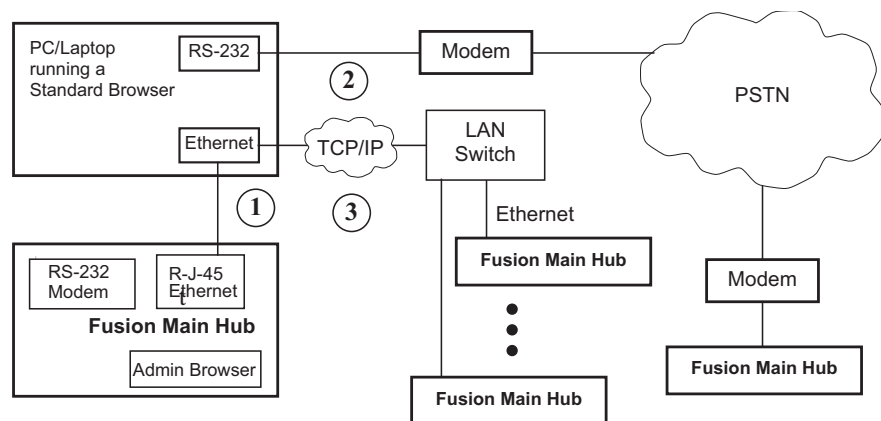 PC/Laptop
running a
Standard Browser
RS-232
Modem
PSTN
2
Ethernet
TCP/IP
LAN
Switch
1
3
Ethernet
RS-232
Modem
R-J-45
Ethernet
t
Fusion Main Hub
Admin Browser
Fusion Main Hub
Modem
Fusion Main Hub
Fusion Main Hub